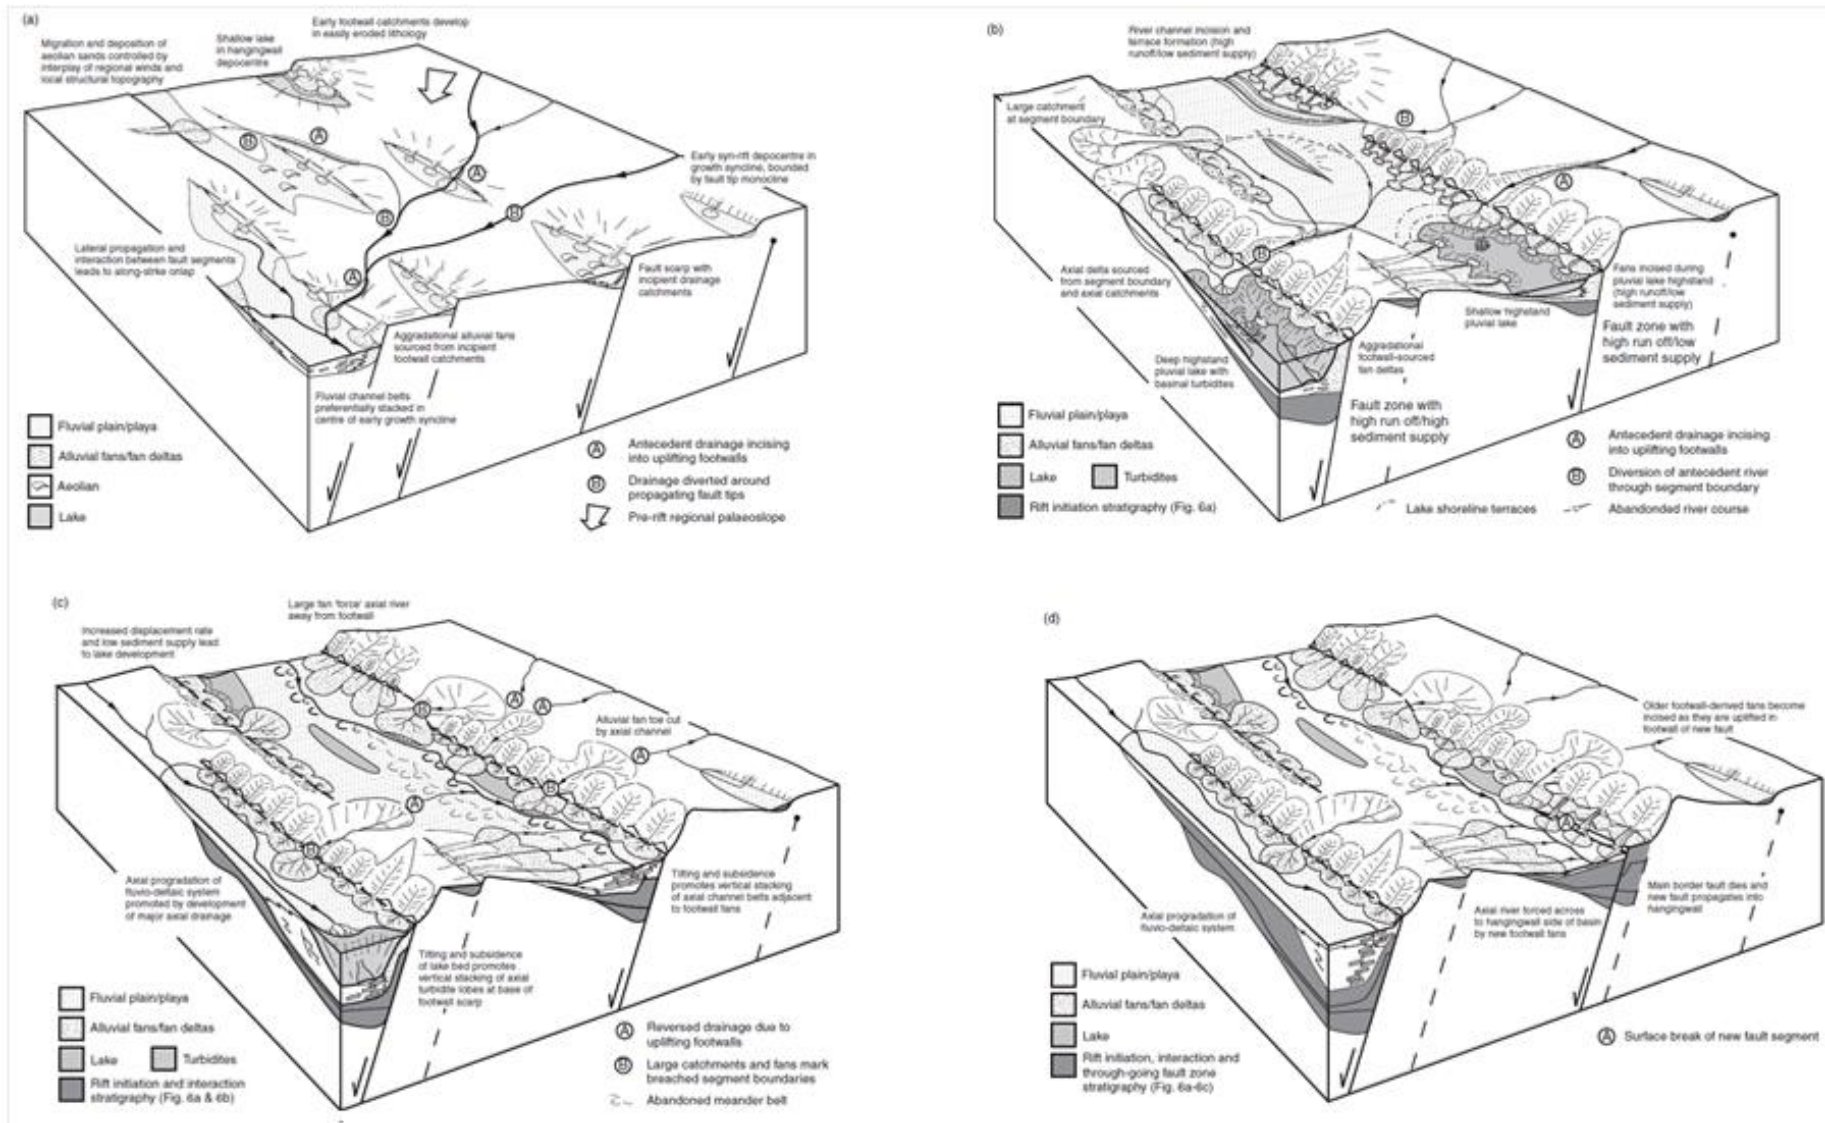 (a)
Early footwall catchments develop
in easily eroded lithology
Migration and deposition of
aeolian sands controlled by
interplay of regional winds and
local structural topography
Shallow lake
in hangingwall
depocentre
Early syn-rift depocentre in
growth syncline, bounded
by fault tip monocline
A
B
A
B
B
A
Lateral propagation and
interaction between fault segments
leads to along-strike onlap
Fault scarp with
incipient drainage
catchments
Aggradational alluvial fans
sourced from incipient
footwall catchments
Fluvial channel belts
preferentially stacked in
centre of early growth syncline
Fluvial plain/playa
Alluvial fans/fan deltas
Aeolian
Lake
A Antecedent drainage incising
into uplifting footwalls
B Drainage diverted around
propagating fault tips
Pre-rift regional palaeoslope
(b)
River channel incision and
terrace formation (high
runoff/low sediment supply)
Large catchment
at segment boundary
B
A
B
Axial delta sourced
from segment boundary
and axial catchments
Fans incised during
pluvial lake highstand
(high runoff/low
sediment supply)
Shallow highstand
pluvial lake
Fault zone with
high run off/low
sediment supply
Deep highstand
pluvial lake with
basinal turbidites
Aggradational
footwall-sourced
fan deltas
Fault zone with
high run off/high
sediment supply
Fluvial plain/playa
Alluvial fans/fan deltas
Lake Turbidites
Rift initiation stratigraphy (Fig. 6a)
A Antecedent drainage incising
into uplifting footwalls
B Diversion of antecedent river
through segment boundary
Lake shoreline terraces
Abandonded river course
(c)
Large fan 'force' axial river
away from footwall
Increased displacement rate
and low sediment supply lead
to lake development
A
A
B
Alluvial fan toe cut
by axial channel
A
B
A
B
Axial progradation of
fluvio-deltaic system
promoted by development
of major axial drainage
Tilting and subsidence
promotes vertical stacking
of axial channel belts adjacent
to footwall fans
Tilting and subsidence
of lake bed promotes
vertical stacking of axial
turbidite lobes at base of
footwall scarp
Fluvial plain/playa
Alluvial fans/fan deltas
Lake Turbidites
Rift initiation and interaction
stratigraphy (Fig. 6a & 6b)
A Reversed drainage due to
uplifting footwalls
B Large catchments and fans mark
breached segment boundaries
Abandoned meander belt
(d)
Older footwall-derived fans become
incised as they are uplifted in
footwall of new fault
A
Main border fault dies and
new fault propagates into
hangingwall
Axial progradation of
fluvio-deltaic system
Axial river forced across
to hangingwall side of basin
by new footwall fans
Fluvial plain/playa
Alluvial fans/fan deltas
Lake
Rift initiation, interaction and
through-going fault zone
stratigraphy (Fig. 6a-6c)
A Surface break of new fault segment